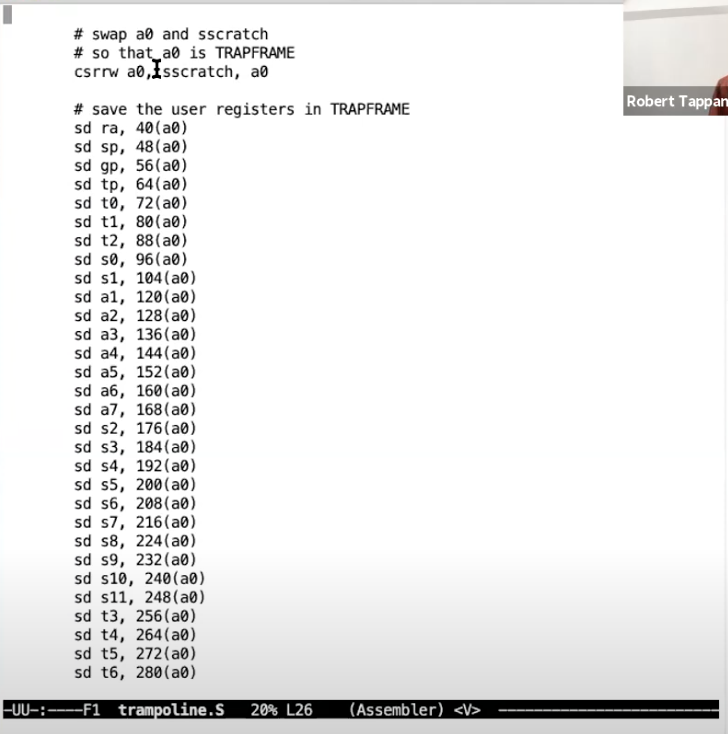 # swap a0 and sscratch
# so that a0 is TRAPFRAME
csrrw a0, sscratch, a0
Robert Tappan
# save the user registers in TRAPFRAME
sd ra, 40(a0)
sd sp, 48(a0)
sd gp, 56(a0)
sd tp, 64(a0)
sd t0, 72(a0)
sd t1, 80(a0)
sd t2, 88(a0)
sd s0, 96(a0)
sd s1, 104(a0)
sd a1, 120(a0)
sd a2, 128(a0)
sd a3, 136(a0)
sd a4, 144(a0)
sd a5, 152(a0)
sd a6, 160(a0)
sd a7, 168(a0)
sd s2, 176(a0)
sd s3, 184(a0)
sd s4, 192(a0)
sd s5, 200(a0)
sd s6, 208(a0)
sd s7, 216(a0)
sd s8, 224(a0)
sd s9, 232(a0)
sd s10, 240(a0)
sd s11, 248(a0)
sd t3, 256(a0)
sd t4, 264(a0)
sd t5, 272(a0)
sd t6, 280(a0)
-UU-:----F1 trampoline.S 20% L26 (Assembler) <V> ------------------------